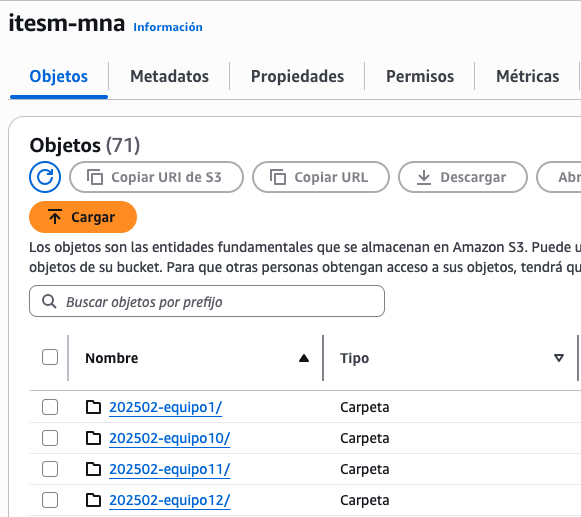 itesm-mna Información
Objetos Metadatos Propiedades Permisos Métricas
Objetos (71)
Copiar URI de S3 Copiar URL Descargar Abr
Cargar
Los objetos son las entidades fundamentales que se almacenan en Amazon S3. Puede u
objetos de su bucket. Para que otras personas obtengan acceso a sus objetos, tendrá qu
Buscar objetos por prefijo
Nombre Tipo
202502-equipo1/ Carpeta
202502-equipo10/ Carpeta
202502-equipo11/ Carpeta
202502-equipo12/ Carpeta